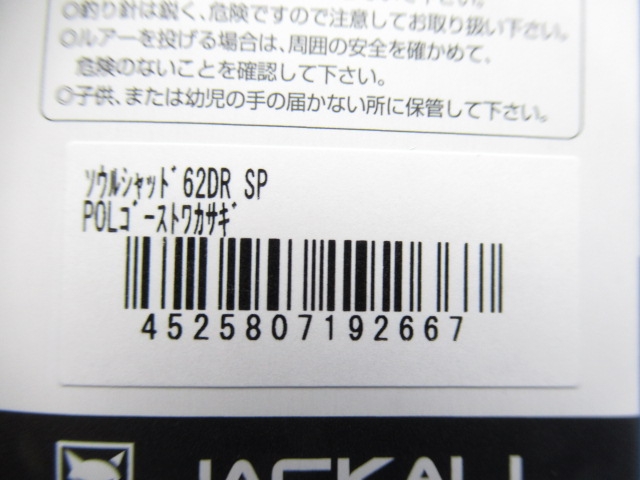 ◎釣り針は鋭く、危険ですので注意してお取り扱い下さい。
◎ルアーを投げる場合は、周囲の安全を確かめて、
危険のないことを確認して下さい。
◎子供、または幼児の手の届かない所に保管して下さい。
ｿｳﾙｼｬｯﾄﾞ62DR SP
POLｺﾞｰｽﾄﾜｶｻｷﾞ
4525807192667
JACKALL